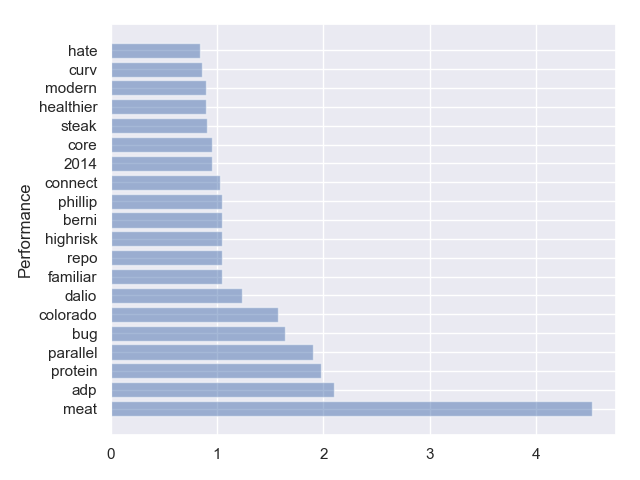 Performance
hate
curv
modern
healthier
steak
core
2014
connect
phillip
berni
highrisk
repo
familiar
dalio
colorado
bug
parallel
protein
adp
meat
0 1 2 3 4